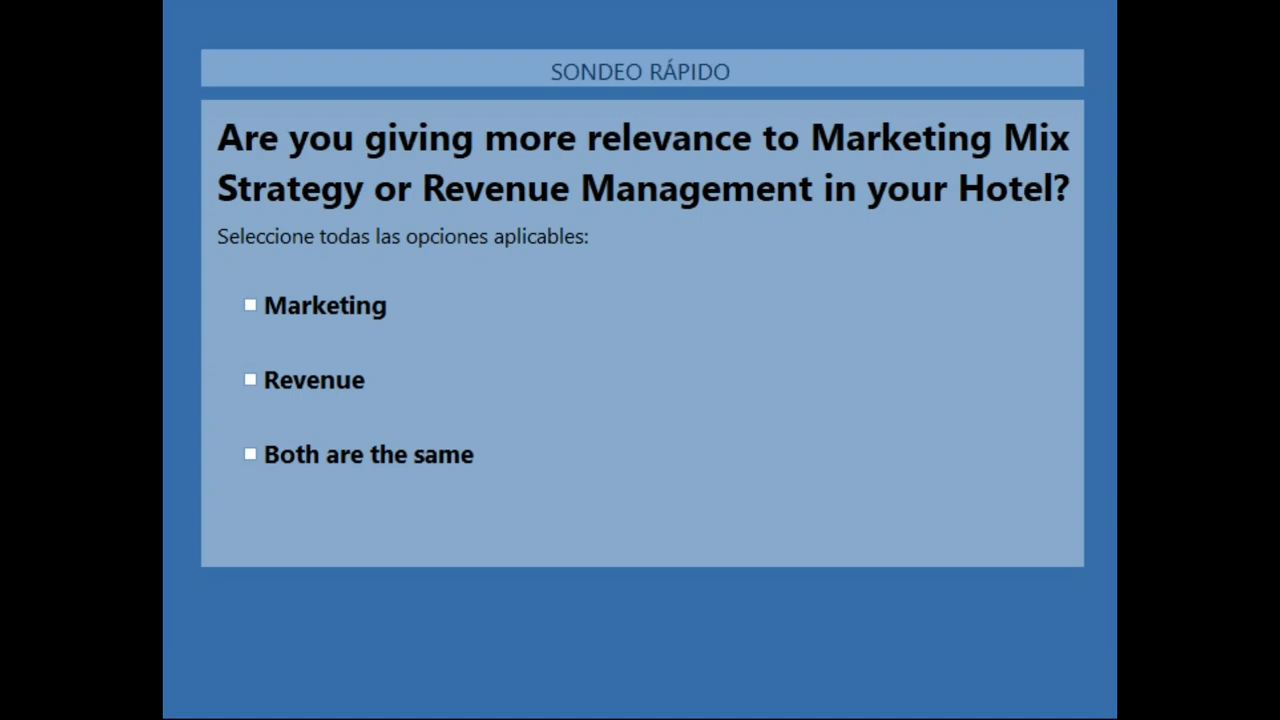 SONDEO RÁPIDO
Are you giving more relevance to Marketing Mix
Strategy or Revenue Management in your Hotel?
Seleccione todas las opciones aplicables:
Marketing
Revenue
Both are the same